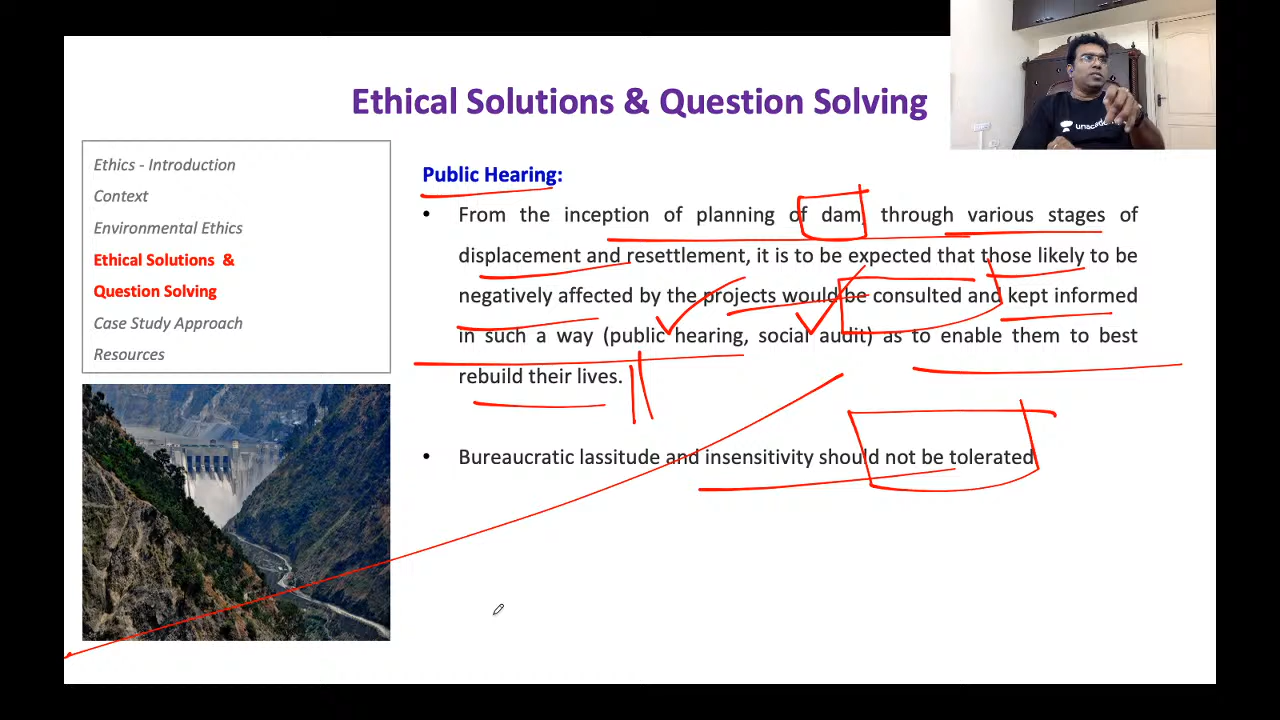 Ethical Solutions & Question Solving
Ethics - Introduction
Context
Environmental Ethics
Ethical Solutions &
Question Solving
Case Study Approach
Resources
Public Hearing:
• From the inception of planning of dam, through various stages of
displacement and resettlement, it is to be expected that those likely to be
negatively affected by the projects would be consulted and kept informed
in such a way (public hearing, social audit) as to enable them to best
rebuild their lives.
• Bureaucratic lassitude and insensitivity should not be tolerated